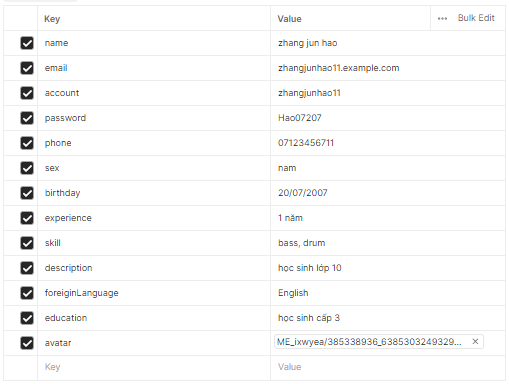 Key Value ••• Bulk Edit
name zhang jun hao
email zhangjunhao11.example.com
account zhangjunhao11
password Hao07207
phone 07123456711
sex nam
birthday 20/07/2007
experience 1 năm
skill bass, drum
description học sinh lớp 10
foreiginLanguage English
education học sinh cấp 3
avatar ME_ixwyea/385338936_6385303249329... ×
Key Value